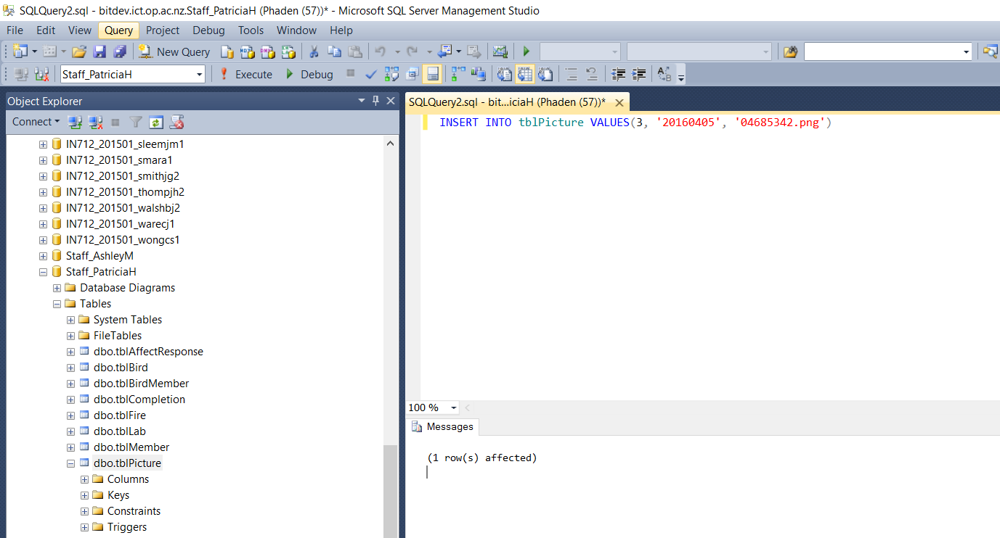 SQLQuery2.sql - bitdev.ict.op.ac.nz.Staff_PatriciaH (Phaden (57))* - Microsoft SQL Server Management Studio
File Edit View Query Project Debug Tools Window Help
New Query
Staff_PatriciaH Execute Debug
Object Explorer
Connect
IN712_201501_sleemjm1
IN712_201501_smara1
IN712_201501_smithjg2
IN712_201501_thompjh2
IN712_201501_walshbj2
IN712_201501_warecj1
IN712_201501_wongcs1
Staff_AshleyM
Staff_PatriciaH
Database Diagrams
Tables
System Tables
FileTables
dbo.tblAffectResponse
dbo.tblBird
dbo.tblBirdMember
dbo.tblCompletion
dbo.tblFire
dbo.tblLab
dbo.tblMember
dbo.tblPicture
Columns
Keys
Constraints
Triggers
SQLQuery2.sql - bit...iciaH (Phaden (57))*
INSERT INTO tblPicture VALUES(3, '20160405', '04685342.png')
100 %
Messages
(1 row(s) affected)